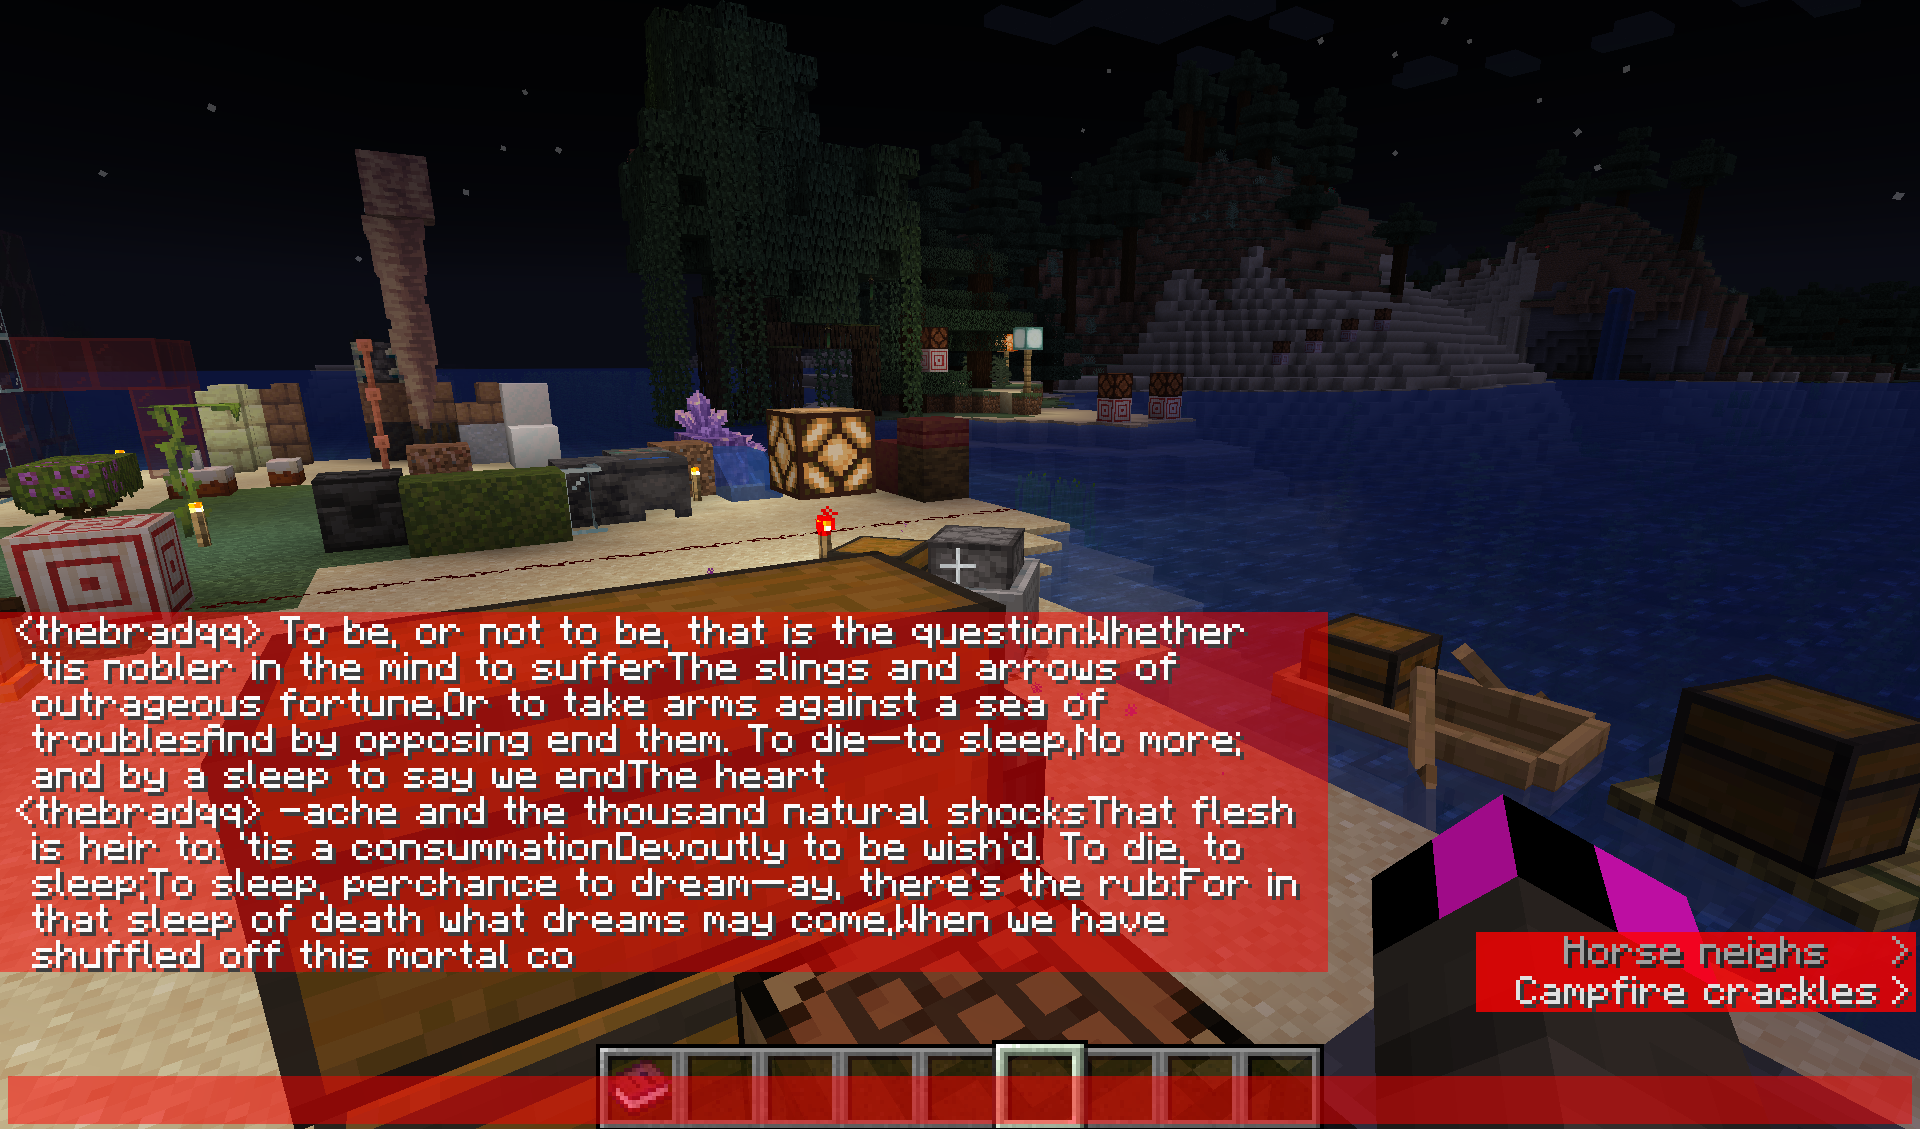 <thebradqq> To be, or not to be, that is the question:Whether
'tis nobler in the mind to sufferThe slings and arrows of
outrageous fortune,Or to take arms against a sea of
troublesAnd by opposing end them. To die—to sleep,No more;
and by a sleep to say we endThe heart
<thebradqq> -ache and the thousand natural shocksThat flesh
is heir to: 'tis a consummationDevoutly to be wish'd. To die, to
sleep;To sleep, perchance to dream—ay, there's the rub:For in
that sleep of death what dreams may come,When we have
shuffled off this mortal co
Horse neighs >
Campfire crackles >